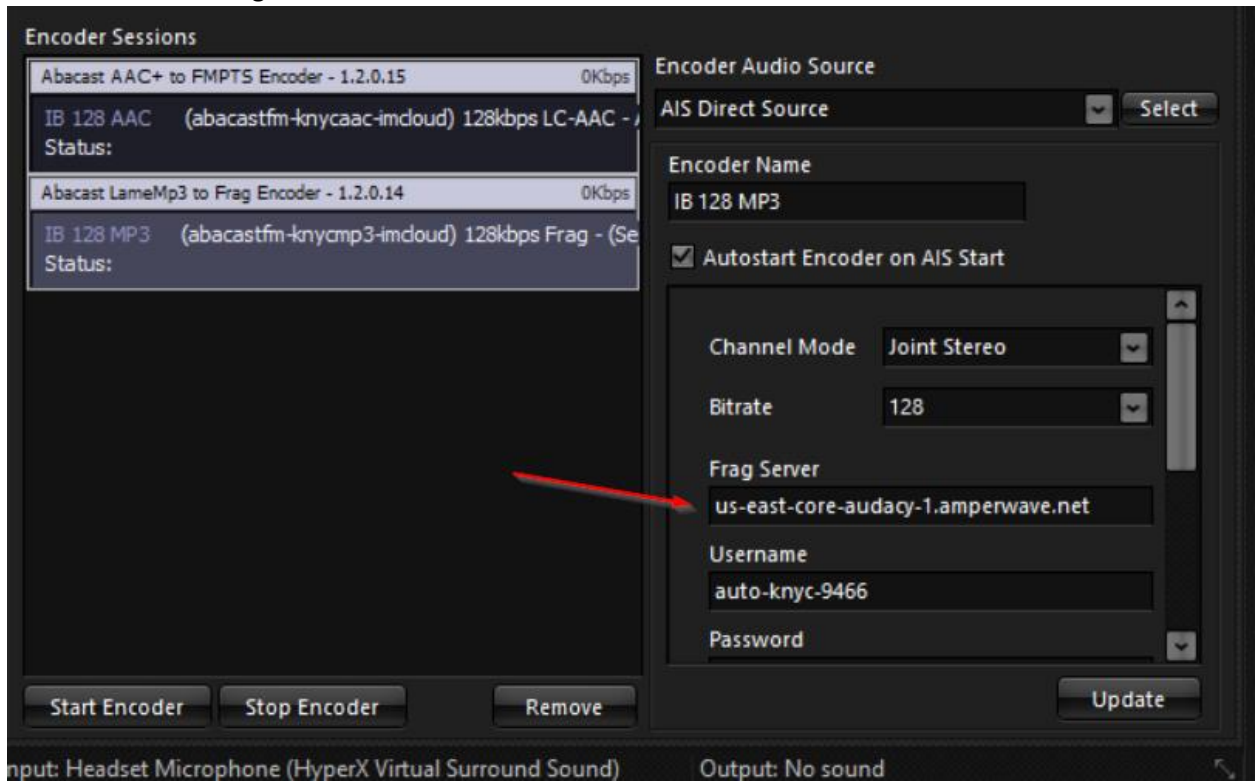 Encoder Sessions
Abacast AAC+ to FMPTS Encoder - 1.2.0.15 0Kbps
IB 128 AAC (abacastfm-knycaac-imcloud) 128kbps LC-AAC -
Status:
Abacast LameMp3 to Frag Encoder - 1.2.0.14 0Kbps
IB 128 MP3 (abacastfm-knycmp3-imcloud) 128kbps Frag - (Se
Status:
Start Encoder Stop Encoder Remove
Encoder Audio Source
AIS Direct Source Select
Encoder Name
IB 128 MP3
Autostart Encoder on AIS Start
Channel Mode Joint Stereo
Bitrate 128
Frag Server
us-east-core-audacy-1.amperwave.net
Username
auto-knyc-9466
Password
Update
nput: Headset Microphone (HyperX Virtual Surround Sound) Output: No sound